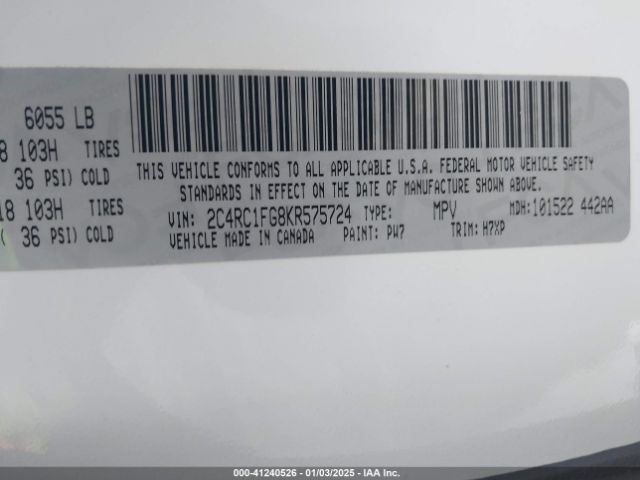 6055 LB
8 103H TIRES
36 PSI) COLD
18 103H TIRES
( 36 PSI) COLD
THIS VEHICLE CONFORMS TO ALL APPLICABLE U.S.A. FEDERAL MOTOR VEHICLE SAFETY
STANDARDS IN EFFECT ON THE DATE OF MANUFACTURE SHOWN ABOVE.
VIN: 2C4RC1FG8KR575724 TYPE: MPV MDH: 101522 442AA
VEHICLE MADE IN CANADA PAINT: PW7 TRIM: H7XP
000-41240526 - 01/03/2025 - IAA Inc.